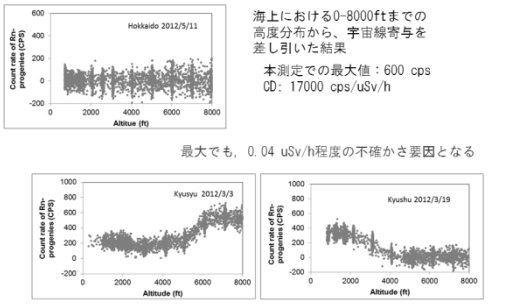 Hokkaido 2012/5/11
Count rate of Rn-
progenies (CPS)
600
400
200
0
-200
0
2000
4000
6000
8000
Altitue (ft)
海上における0-8000ftまでの
高度分布から、宇宙線寄与を
差し引いた結果
本測定での最大値：600 cps
CD: 17000 cps/uSv/h
最大でも，0.04 uSv/h程度の不確かさ要因となる
Kyusyu 2012/3/3
Count rate of Rn-
progenies (CPS)
1000
800
600
400
200
0
-200
0
2000
4000
6000
8000
Altitude (ft)
Kyushu 2012/3/19
Count rate of Rn-
progenies (CPS)
1000
800
600
400
200
0
-200
0
2000
4000
6000
8000
Altitude (ft)